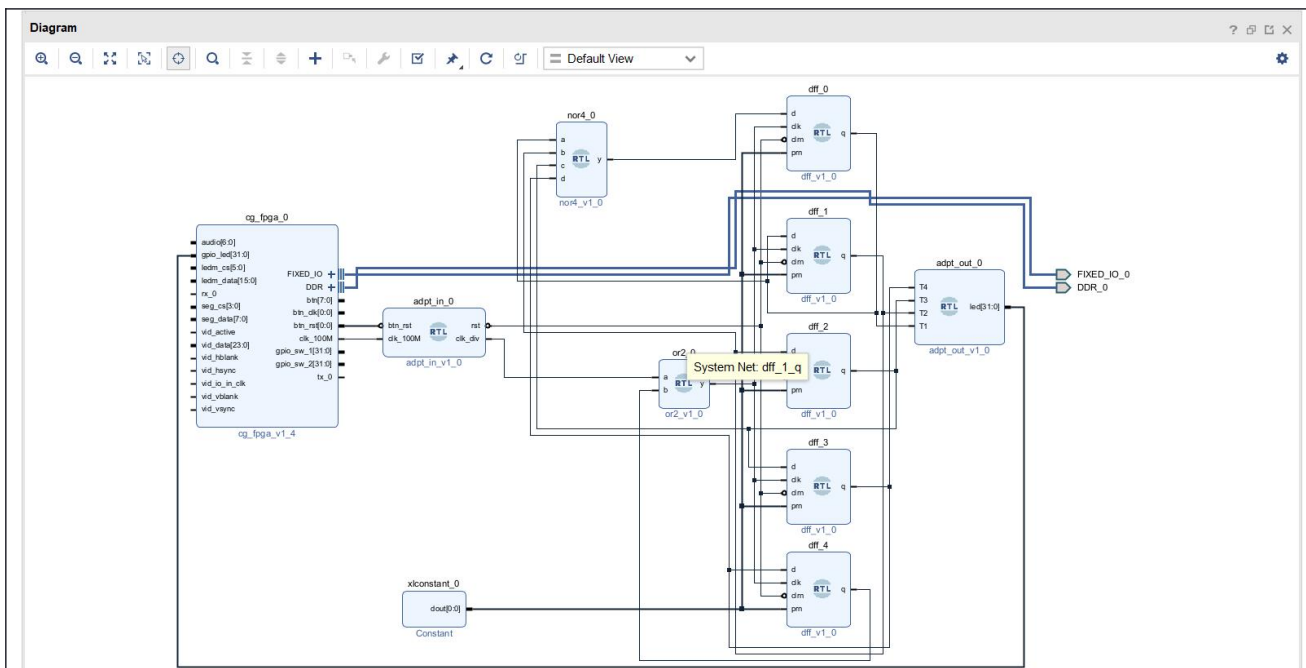 Diagram
Default View
cg_fpga_0
audio[6:0]
gpio_led[31:0]
ledm_cs[5:0]
ledm_data[15:0]
rx_0
seg_cs[3:0]
seg_data[7:0]
vid_active
vid_data[23:0]
vid_hblank
vid_hsync
vid_io_in_clk
vid_vblank
vid_vsync
FIXED_IO
DDR
btn[7:0]
btn_clk[0:0]
btn_rst[0:0]
clk_100M
gpio_sw_1[31:0]
gpio_sw_2[31:0]
tx_0
cg_fpga_v1_4
adpt_in_0
btn_rst
clk_100M
RTL
rst
clk_div
adpt_in_v1_0
xlconstant_0
dout[0:0]
Constant
nor4_0
a
b
c
d
RTL
y
nor4_v1_0
or2_0
System Net: dff_1_q
a
b
RTL
y
or2_v1_0
dff_0
d
clk
clrn
prn
RTL
q
dff_v1_0
dff_1
d
clk
clrn
prn
RTL
q
dff_v1_0
dff_2
d
clk
clrn
prn
RTL
q
dff_v1_0
dff_3
d
clk
clrn
prn
RTL
q
dff_v1_0
dff_4
d
clk
clrn
prn
RTL
q
dff_v1_0
adpt_out_0
T4
T3
T2
T1
RTL
led[31:0]
adpt_out_v1_0
FIXED_IO_0
DDR_0